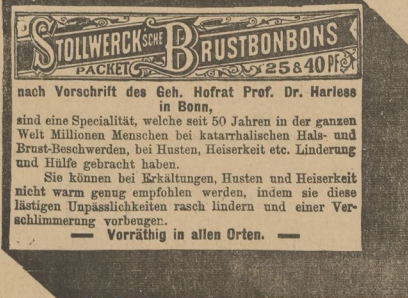 STOLLWERCK'SCHE BRUSTBONBONS
PACKET 25 & 40 PF.
nach Vorschrift des Geh. Hofrat Prof. Dr. Harless
in Bonn,
sind eine Specialität, welche seit 50 Jahren in der ganzen
Welt Millionen Menschen bei katarrhalischen Hals- und
Brust-Beschwerden, bei Husten, Heiserkeit etc. Linderung
und Hülfe gebracht haben.
Sie können bei Erkältungen, Husten und Heiserkeit
nicht warm genug empfohlen werden, indem sie diese
lästigen Unpässlichkeiten rasch lindern und einer Ver-
schlimmerung vorbeugen.
Vorräthig in allen Orten.